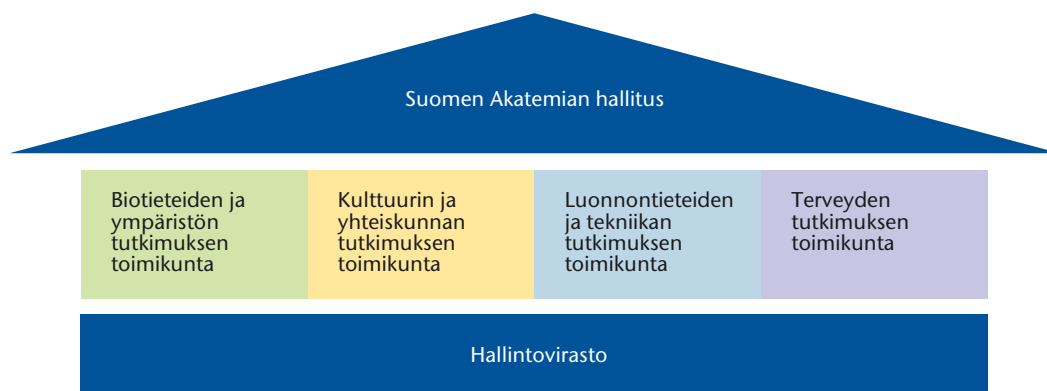 Suomen Akatemian hallitus
Biotieteiden ja
ympäristön
tutkimuksen
toimikunta
Kulttuurin ja
yhteiskunnan
tutkimuksen
toimikunta
Luonnontieteiden
ja tekniikan
tutkimuksen
toimikunta
Terveyden
tutkimuksen
toimikunta
Hallintovirasto